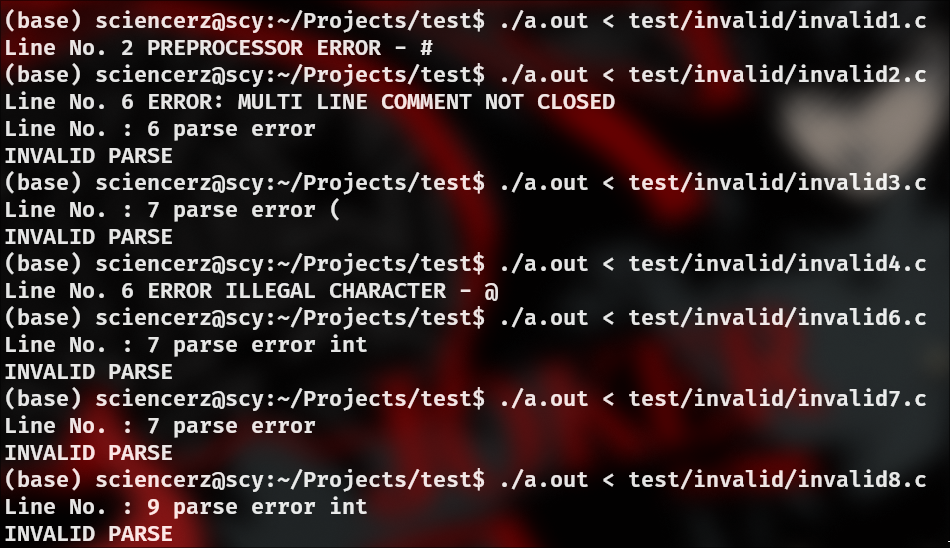 (base) sciencerz@scy:~/Projects/test$ ./a.out < test/invalid/invalid1.c
Line No. 2 PREPROCESSOR ERROR - #
(base) sciencerz@scy:~/Projects/test$ ./a.out < test/invalid/invalid2.c
Line No. 6 ERROR: MULTI LINE COMMENT NOT CLOSED
Line No. : 6 parse error
INVALID PARSE
(base) sciencerz@scy:~/Projects/test$ ./a.out < test/invalid/invalid3.c
Line No. : 7 parse error (
INVALID PARSE
(base) sciencerz@scy:~/Projects/test$ ./a.out < test/invalid/invalid4.c
Line No. 6 ERROR ILLEGAL CHARACTER - @
(base) sciencerz@scy:~/Projects/test$ ./a.out < test/invalid/invalid6.c
Line No. : 7 parse error int
INVALID PARSE
(base) sciencerz@scy:~/Projects/test$ ./a.out < test/invalid/invalid7.c
Line No. : 7 parse error
INVALID PARSE
(base) sciencerz@scy:~/Projects/test$ ./a.out < test/invalid/invalid8.c
Line No. : 9 parse error int
INVALID PARSE